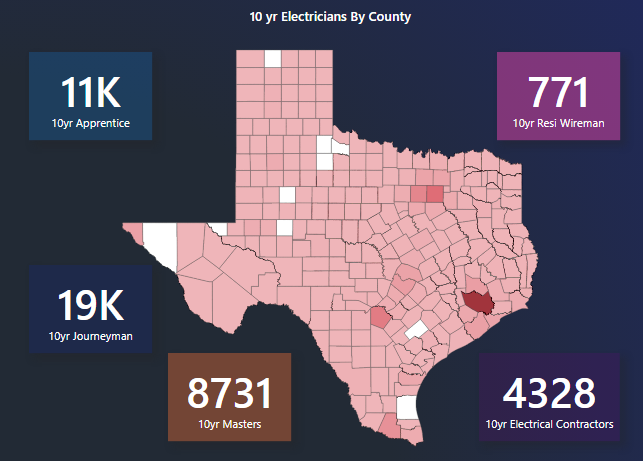 10 yr Electricians By County
11K
10yr Apprentice
771
10yr Resi Wireman
19K
10yr Journeyman
8731
10yr Masters
4328
10yr Electrical Contractors